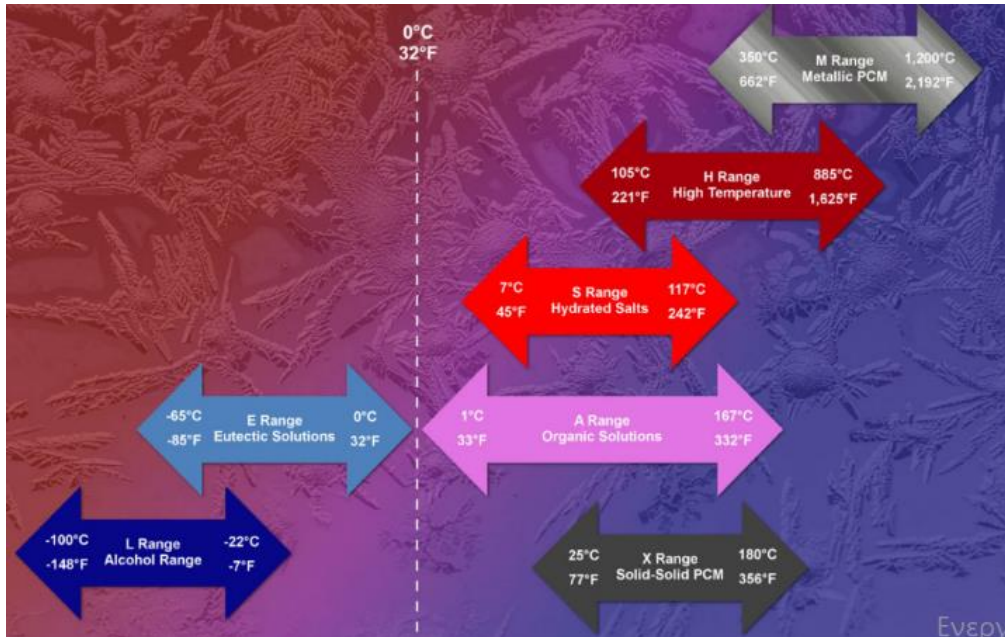 0°C
32°F
350°C
662°F
M Range
Metallic PCM
1,200°C
2,192°F
105°C
221°F
H Range
High Temperature
885°C
1,625°F
7°C
45°F
S Range
Hydrated Salts
117°C
242°F
-65°C
-85°F
E Range
Eutectic Solutions
0°C
32°F
1°C
33°F
A Range
Organic Solutions
167°C
332°F
-100°C
-148°F
L Range
Alcohol Range
-22°C
-7°F
25°C
77°F
X Range
Solid-Solid PCM
180°C
356°F
Ενεργ